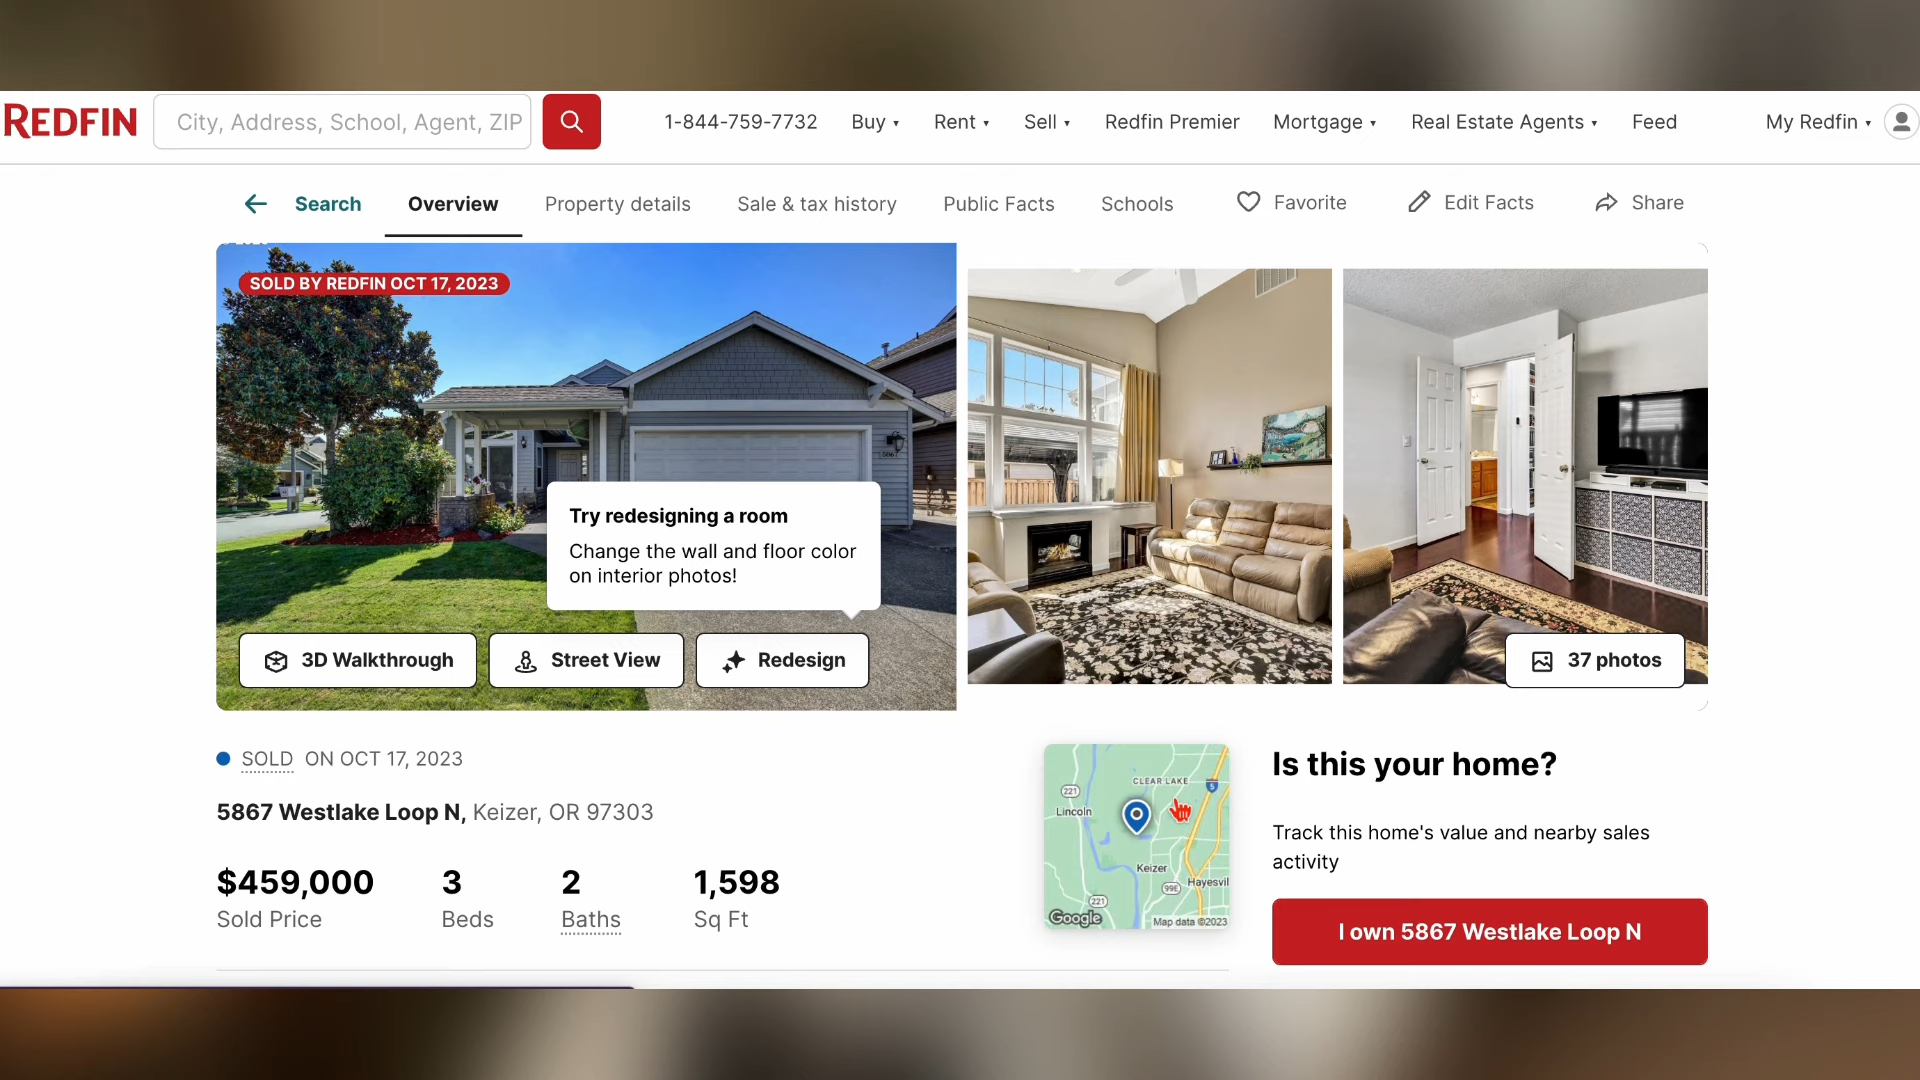 REDFIN
City, Address, School, Agent, ZIP
1-844-759-7732
Buy
Rent
Sell
Redfin Premier
Mortgage
Real Estate Agents
Feed
My Redfin
Search
Overview
Property details
Sale & tax history
Public Facts
Schools
Favorite
Edit Facts
Share
SOLD BY REDFIN OCT 17, 2023
Try redesigning a room
Change the wall and floor color
on interior photos!
3D Walkthrough
Street View
Redesign
37 photos
SOLD ON OCT 17, 2023
5867 Westlake Loop N, Keizer, OR 97303
$459,000
Sold Price
3
Beds
2
Baths
1,598
Sq Ft
CLEAR LAKE
221
5
Lincoln
Keizer
99E
Hayesvil
221
Google
Map data ©2023
Is this your home?
Track this home's value and nearby sales
activity
I own 5867 Westlake Loop N